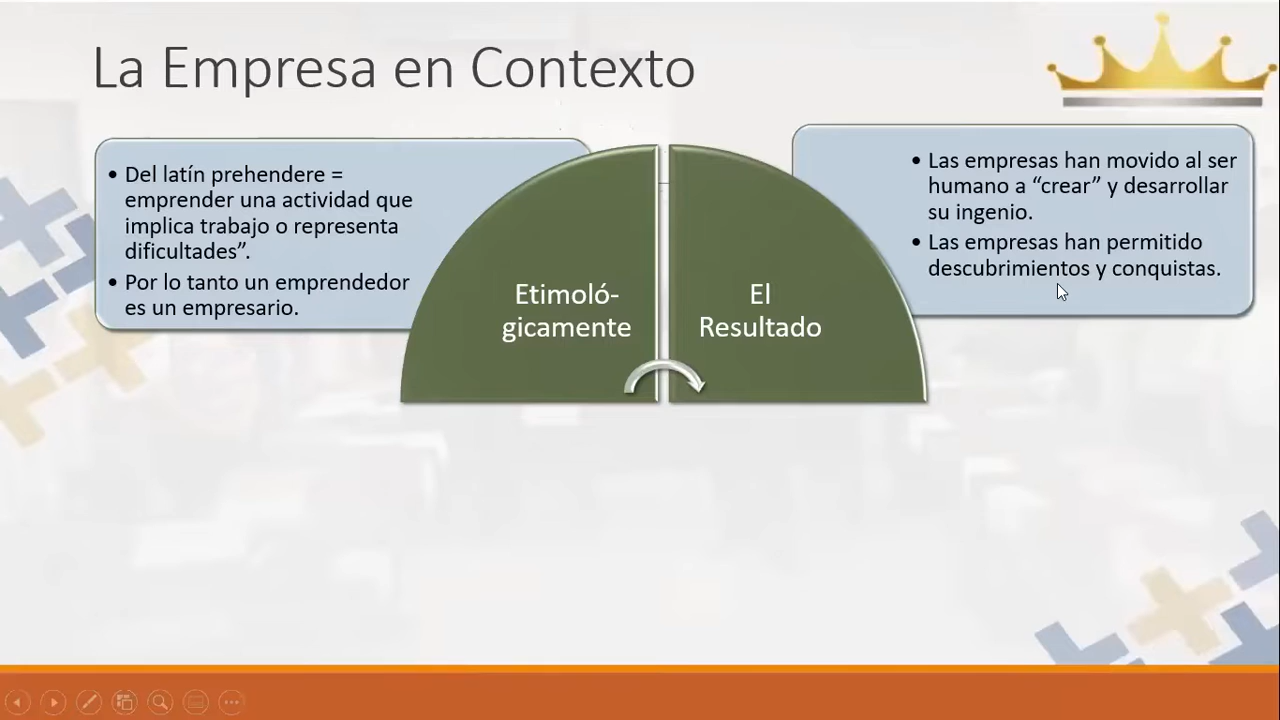 La Empresa en Contexto
• Del latín prehendere =
emprender una actividad que
implica trabajo o representa
dificultades”.
• Por lo tanto un emprendedor
es un empresario.
Etimoló-
gicamente
El
Resultado
• Las empresas han movido al ser
humano a “crear” y desarrollar
su ingenio.
• Las empresas han permitido
descubrimientos y conquistas.